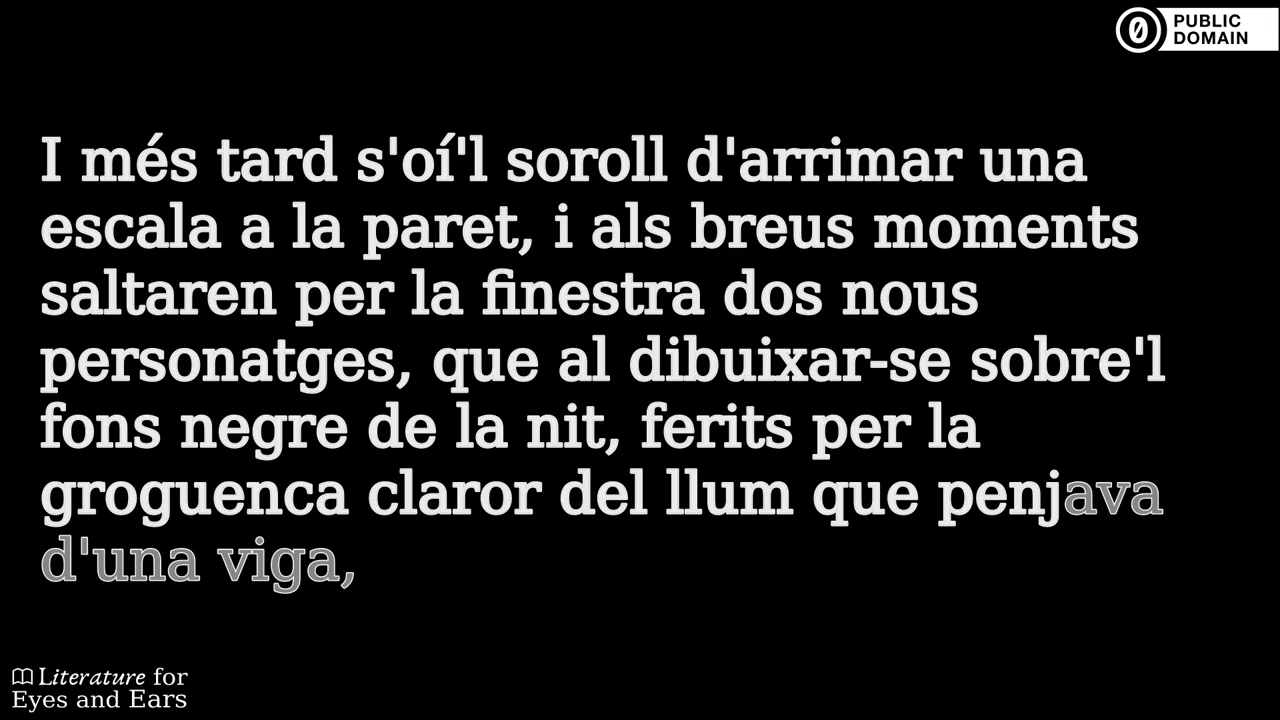 PUBLIC
DOMAIN
I més tard s'oí'l soroll d'arrimar una
escala a la paret, i als breus moments
saltaren per la finestra dos nous
personatges, que al dibuixar-se sobre'l
fons negre de la nit, ferits per la
groguenca claror del llum que penjava
d'una viga,
Literature for
Eyes and Ears